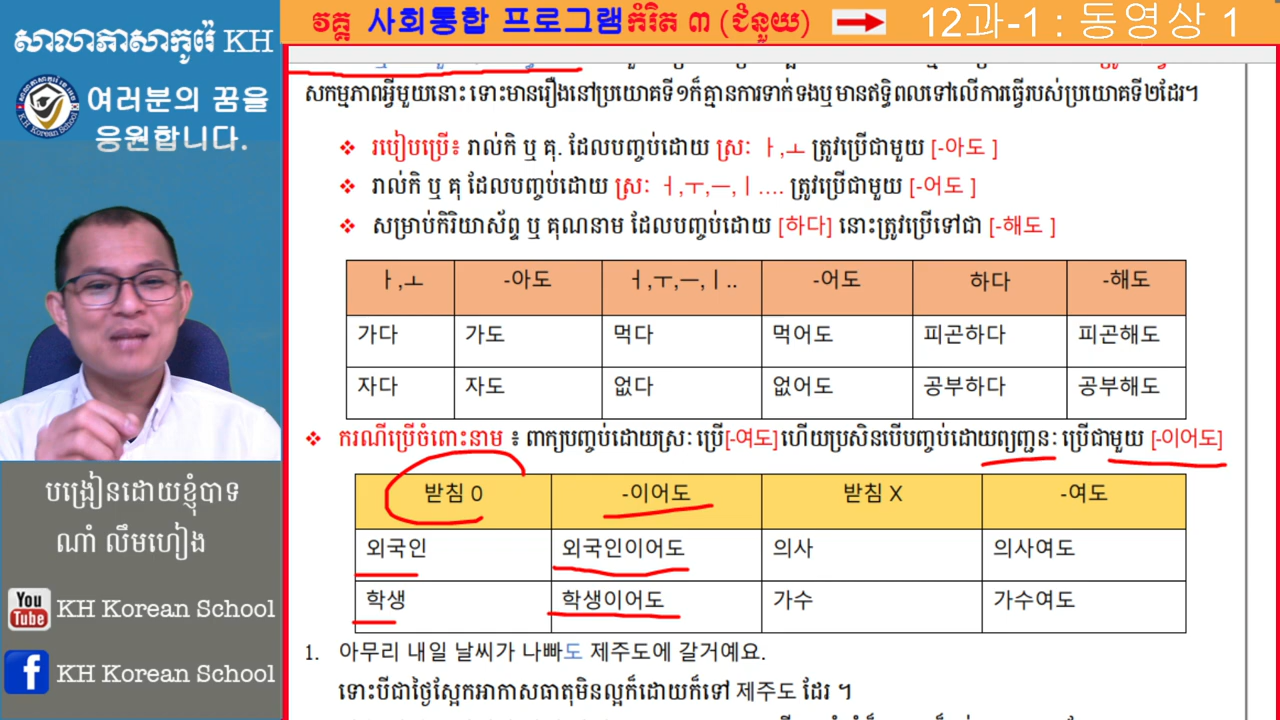 សាលាភាសាកូរ៉េ KH
여러분의 꿈을
응원합니다.
បង្រៀនដោយខ្ញុំបាទ
ណាំ លឹមហៀង
You Tube KH Korean School
f KH Korean School
វគ្គ 사회통합 프로그램កំរិត ៣ (ជំនួយ) 12과-1 : 동영상 1
សកម្មភាពអ្វីមួយនោះ ទោះមានរឿងនៅប្រយោគទី១ក៏គ្មានការទាក់ទងឬមានឥទ្ធិពលទៅលើការធ្វើរបស់ប្រយោគទី២ដែរ។
❖ របៀបប្រើ៖ រាល់កិ ឬ គុ. ដែលបញ្ចប់ដោយ ស្រៈ ㅏ,ㅗ ត្រូវប្រើជាមួយ [-아도 ]
❖ រាល់កិ ឬ គុ ដែលបញ្ចប់ដោយ ស្រៈ ㅓ,ㅜ,ㅡ,ㅣ.... ត្រូវប្រើជាមួយ [-어도 ]
❖ សម្រាប់កិរិយាស័ព្ទ ឬ គុណនាម ដែលបញ្ចប់ដោយ [하다] នោះត្រូវប្រើទៅជា [-해도 ]
ㅏ,ㅗ -아도 ㅓ,ㅜ,ㅡ,ㅣ.. -어도 하다 -해도
가다 가도 먹다 먹어도 피곤하다 피곤해도
자다 자도 없다 없어도 공부하다 공부해도
❖ ករណីប្រើចំពោះនាម ៖ ពាក្យបញ្ចប់ដោយស្រៈ ប្រើ[-여도] ហើយប្រសិនបើបញ្ចប់ដោយព្យញ្ជនៈ ប្រើជាមួយ [-이어도]
받침 O -이어도 받침 X -여도
외국인 외국인이어도 의사 의사여도
학생 학생이어도 가수 가수여도
1. 아무리 내일 날씨가 나빠도 제주도에 갈거예요.
ទោះបីជាថ្ងៃស្អែកអាកាសធាតុមិនល្អក៏ដោយក៏ទៅ 제주도 ដែរ ។